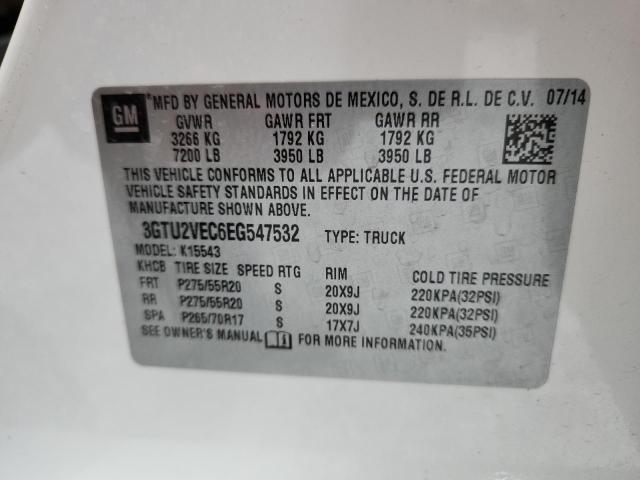 GM
*MFD BY GENERAL MOTORS DE MEXICO, S. DE R.L. DE C.V. 07/14
GVWR GAWR FRT GAWR RR
3266 KG 1792 KG 1792 KG
7200 LB 3950 LB 3950 LB
THIS VEHICLE CONFORMS TO ALL APPLICABLE U.S. FEDERAL MOTOR
VEHICLE SAFETY STANDARDS IN EFFECT ON THE DATE OF
MANUFACTURE SHOWN ABOVE.
3GTU2VEC6EG547532 TYPE: TRUCK
MODEL: K15543
KHCB TIRE SIZE SPEED RTG RIM COLD TIRE PRESSURE
FRT P275/55R20 S 20X9J 220KPA(32PSI)
RR P275/55R20 S 20X9J 220KPA(32PSI)
SPA P265/70R17 S 17X7J 240KPA(35PSI)
SEE OWNER'S MANUAL FOR MORE INFORMATION.